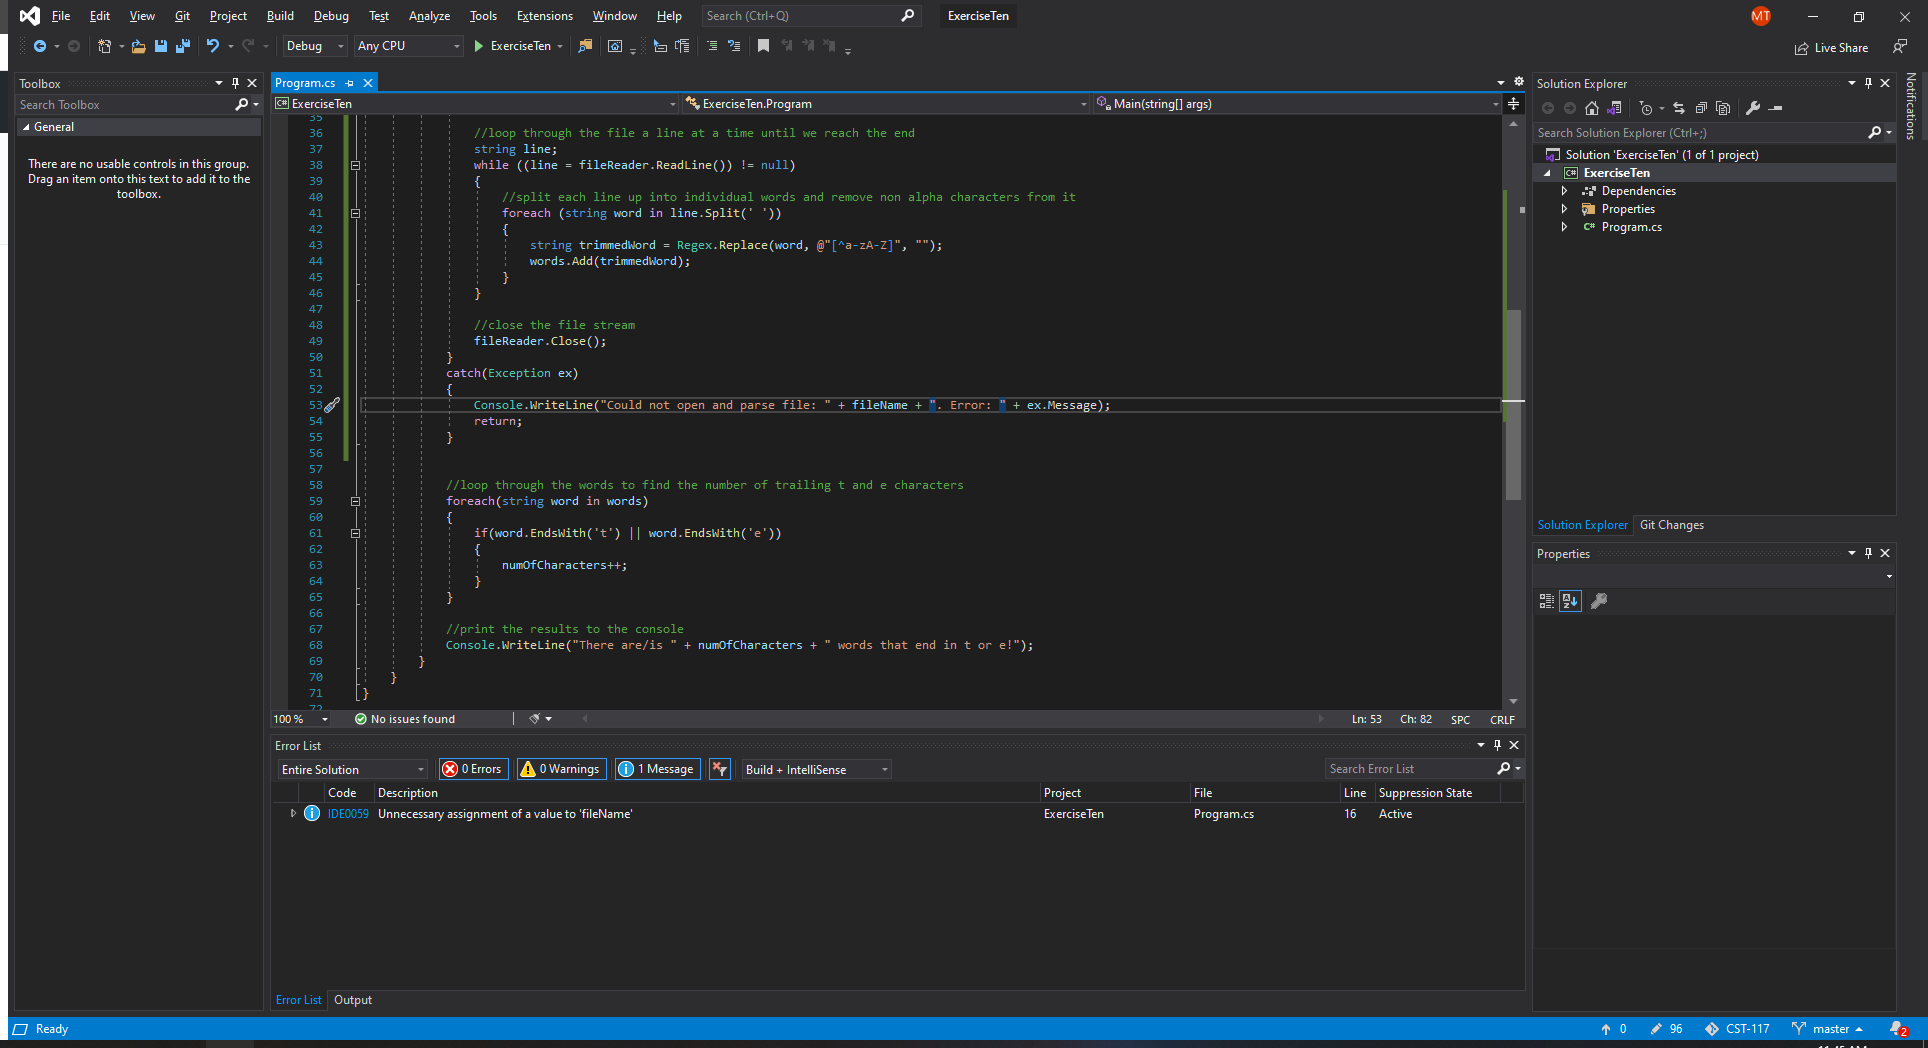 File Edit View Git Project Build Debug Test Analyze Tools Extensions Window Help Search (Ctrl+Q) ExerciseTen MT
Debug Any CPU ExerciseTen Live Share
Toolbox
Search Toolbox
General
There are no usable controls in this group. Drag an item onto this text to add it to the toolbox.
Program.cs
ExerciseTen ExerciseTen.Program Main(string[] args)
35
36 //loop through the file a line at a time until we reach the end
37 string line;
38 while ((line = fileReader.ReadLine()) != null)
39 {
40 //split each line up into individual words and remove non alpha characters from it
41 foreach (string word in line.Split(' '))
42 {
43 string trimmedWord = Regex.Replace(word, @"[^a-zA-Z]", "");
44 words.Add(trimmedWord);
45 }
46 }
47
48 //close the file stream
49 fileReader.Close();
50 }
51 catch(Exception ex)
52 {
53 Console.WriteLine("Could not open and parse file: " + fileName + ". Error: " + ex.Message);
54 return;
55 }
56
57
58 //loop through the words to find the number of trailing t and e characters
59 foreach(string word in words)
60 {
61 if(word.EndsWith('t') || word.EndsWith('e'))
62 {
63 numOfCharacters++;
64 }
65 }
66
67 //print the results to the console
68 Console.WriteLine("There are/is " + numOfCharacters + " words that end in t or e!");
69 }
70 }
71 }
72
100 % No issues found Ln: 53 Ch: 82 SPC CRLF
Error List
Entire Solution 0 Errors 0 Warnings 1 Message Build + IntelliSense Search Error List
Code Description Project File Line Suppression State
IDE0059 Unnecessary assignment of a value to 'fileName' ExerciseTen Program.cs 16 Active
Error List Output
Solution Explorer
Search Solution Explorer (Ctrl+;)
Solution 'ExerciseTen' (1 of 1 project)
C# ExerciseTen
Dependencies
Properties
C# Program.cs
Solution Explorer Git Changes
Properties
Notifications
Ready 0 96 CST-117 master 2